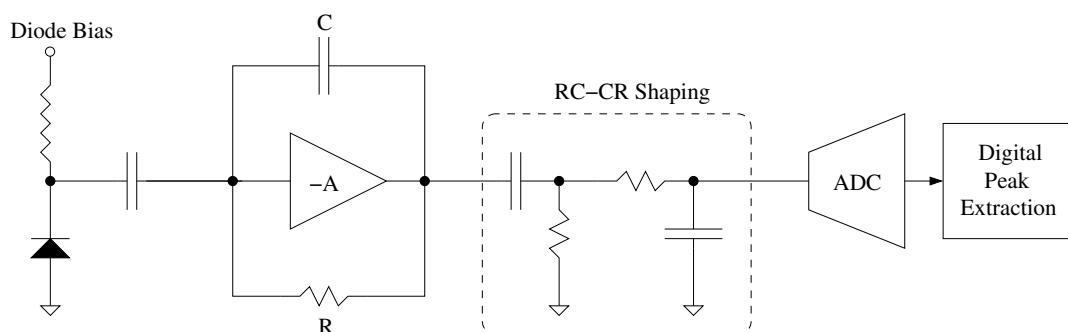 C
Diode Bias
RC−CR Shaping
−A
ADC
Digital
Peak
Extraction
R